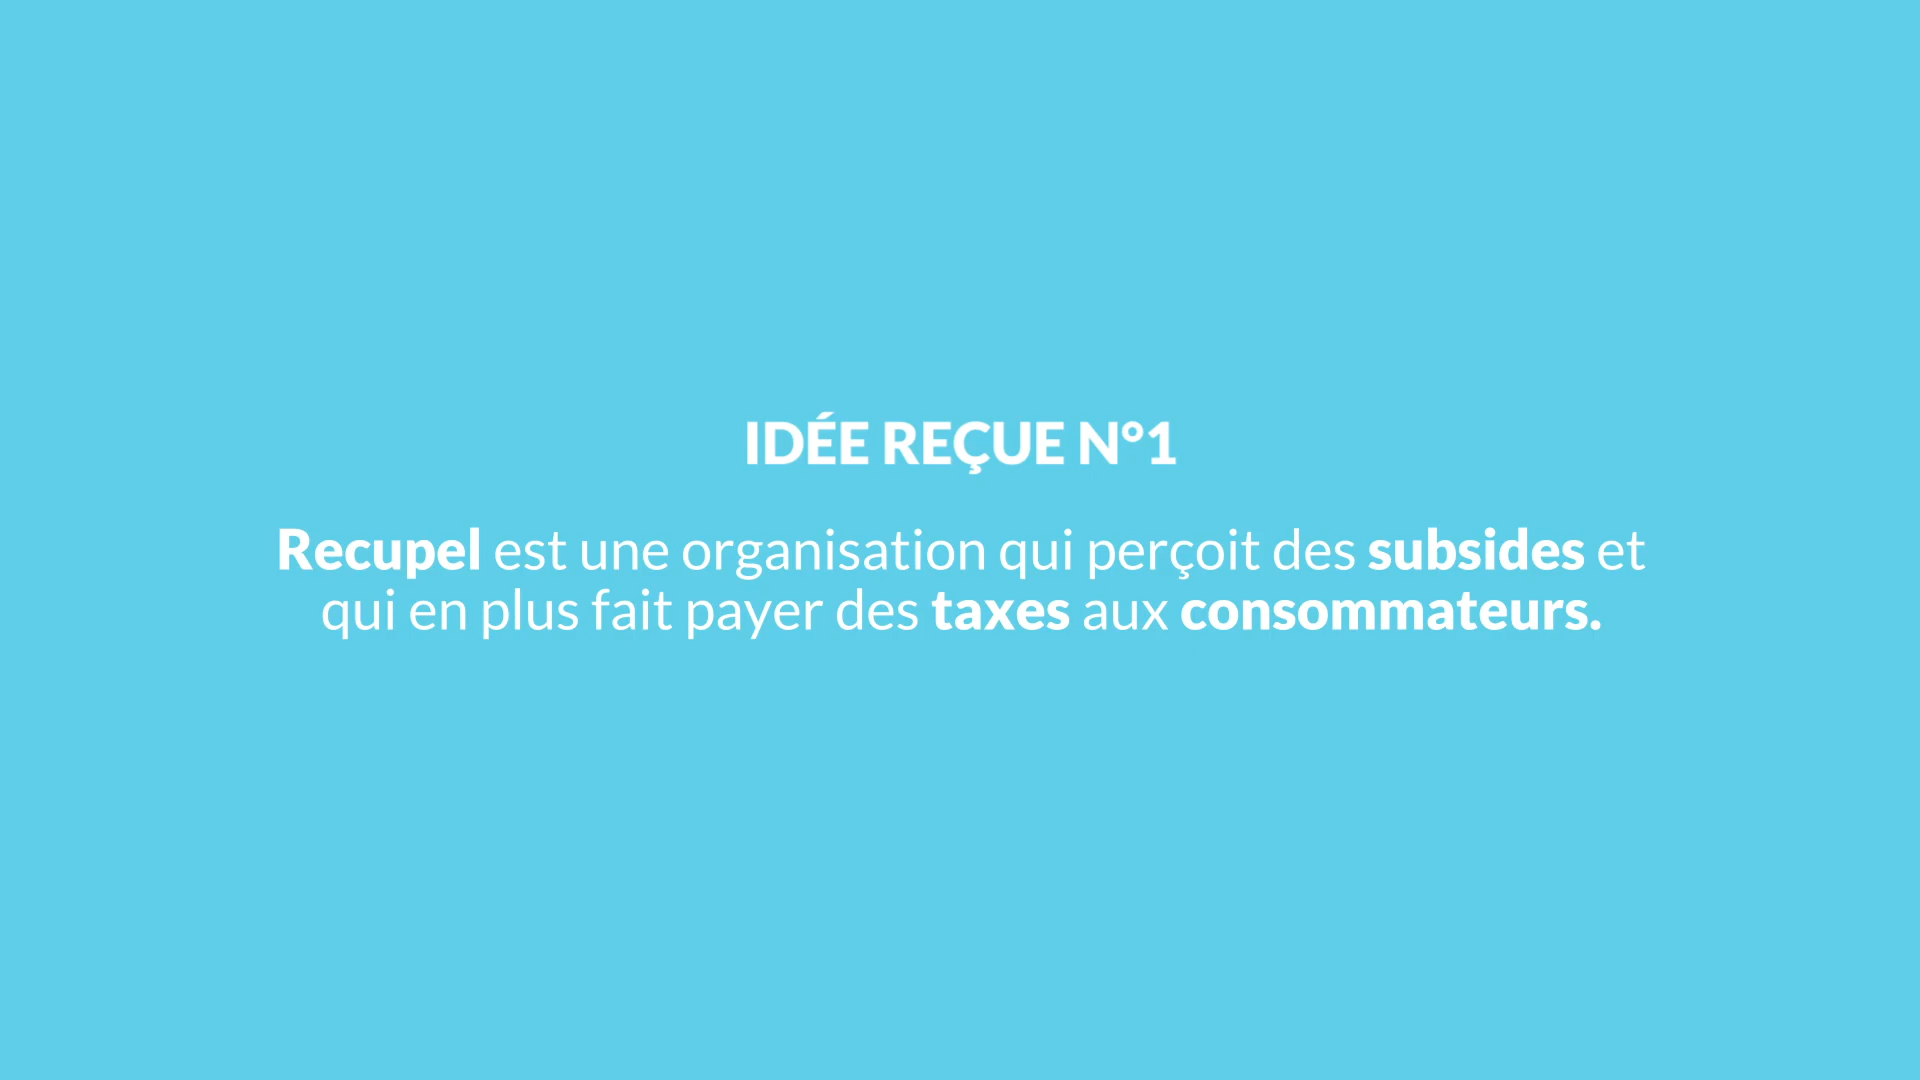 IDÉE REÇUE N°1
Recupel est une organisation qui perçoit des subsides et
qui en plus fait payer des taxes aux consommateurs.